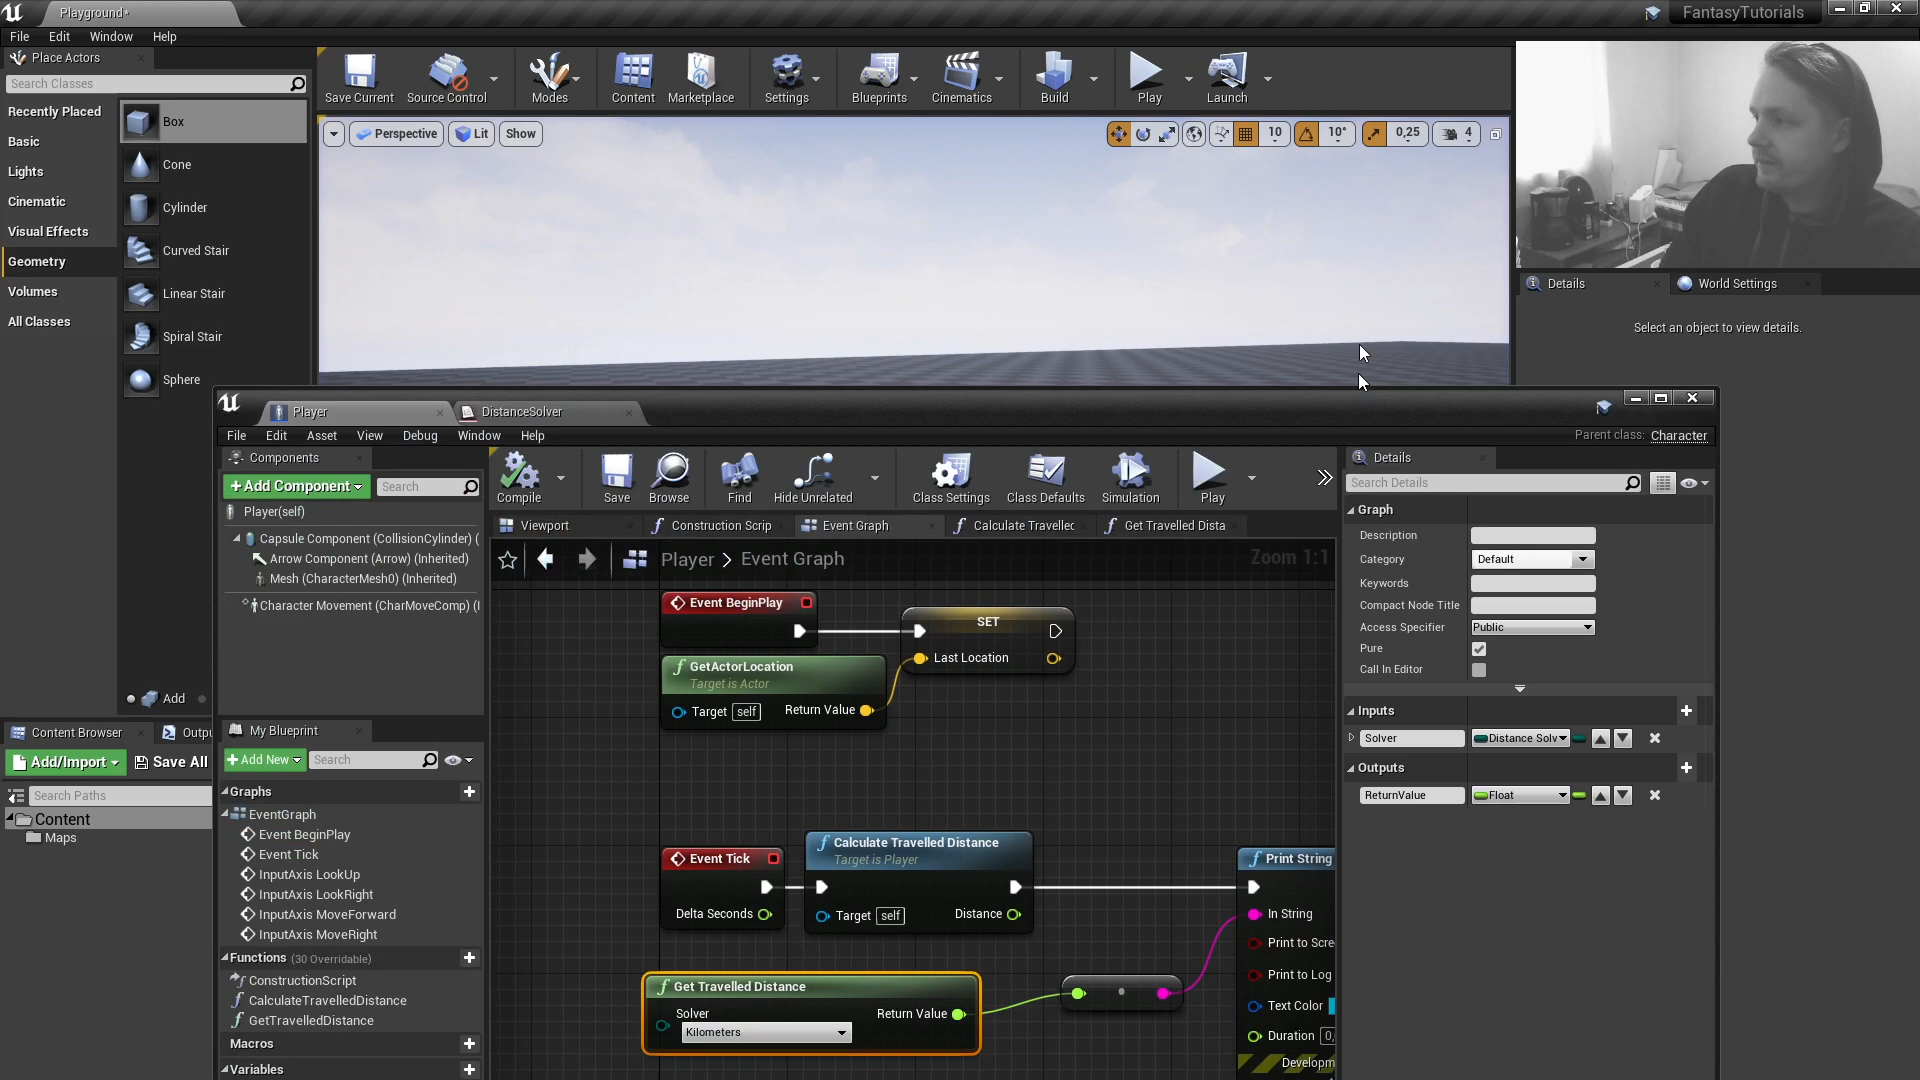 Playground*
FantasyTutorials
File Edit Window Help
Place Actors
Search Classes
Recently Placed
Basic
Lights
Cinematic
Visual Effects
Geometry
Volumes
All Classes
Box
Cone
Cylinder
Curved Stair
Linear Stair
Spiral Stair
Sphere
Add
Save Current Source Control Modes Content Marketplace Settings Blueprints Cinematics Build Play Launch
Perspective Lit Show 10 10° 0,25 4
Details World Settings
Select an object to view details.
Content Browser Outpu
Add/Import Save All
Search Paths
Content
Maps
Player DistanceSolver
File Edit Asset View Debug Window Help
Parent class: Character
Components
+Add Component Search
Player(self)
Capsule Component (CollisionCylinder) (
Arrow Component (Arrow) (Inherited)
Mesh (CharacterMesh0) (Inherited)
Character Movement (CharMoveComp) (I
My Blueprint
+Add New Search
Graphs
EventGraph
Event BeginPlay
Event Tick
InputAxis LookUp
InputAxis LookRight
InputAxis MoveForward
InputAxis MoveRight
Functions (30 Overridable)
ConstructionScript
CalculateTravelledDistance
GetTravelledDistance
Macros
Variables
Compile Save Browse Find Hide Unrelated Class Settings Class Defaults Simulation Play
Viewport Construction Scrip Event Graph Calculate Travellec Get Travelled Dista
Player > Event Graph
Zoom 1:1
Event BeginPlay
SET
Last Location
GetActorLocation
Target is Actor
Target self Return Value
Event Tick
Delta Seconds
Calculate Travelled Distance
Target is Player
Target self Distance
Print String
In String
Print to Scre
Print to Log
Text Color
Duration 0,
Developm
Get Travelled Distance
Solver Return Value
Kilometers
Details
Search Details
Graph
Description
Category Default
Keywords
Compact Node Title
Access Specifier Public
Pure
Call In Editor
Inputs
Solver Distance Solv
Outputs
ReturnValue Float